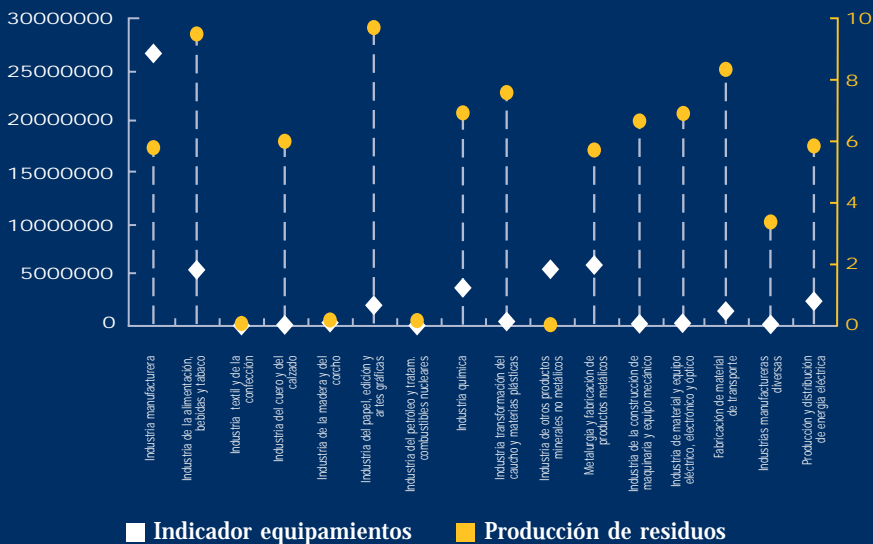 30000000
25000000
20000000
15000000
10000000
5000000
0
10
8
6
4
2
0
Industria manufacturera
Industria de la alimentación,
bebidas y tabaco
Industria textil y de la
confección
Industria del cuero y del
calzado
Industria de la madera y del
corcho
Industria del papel, edición y
artes gráficas
Industria del petróleo y tratam.
combustibles nucleares
Industria química
Industria transformación del
caucho y materias plásticas
Industria de otros productos
minerales no metálicos
Metalurgia y fabricación de
productos metálicos
Industria de la construcción de
maquinaria y equipo mecánico
Industria de material y equipo
eléctrico, electrónico y óptico
Fabricación de material
de transporte
Industrias manufactureras
diversas
Producción y distribución
de energía eléctrica
Indicador equipamientos
Producción de residuos